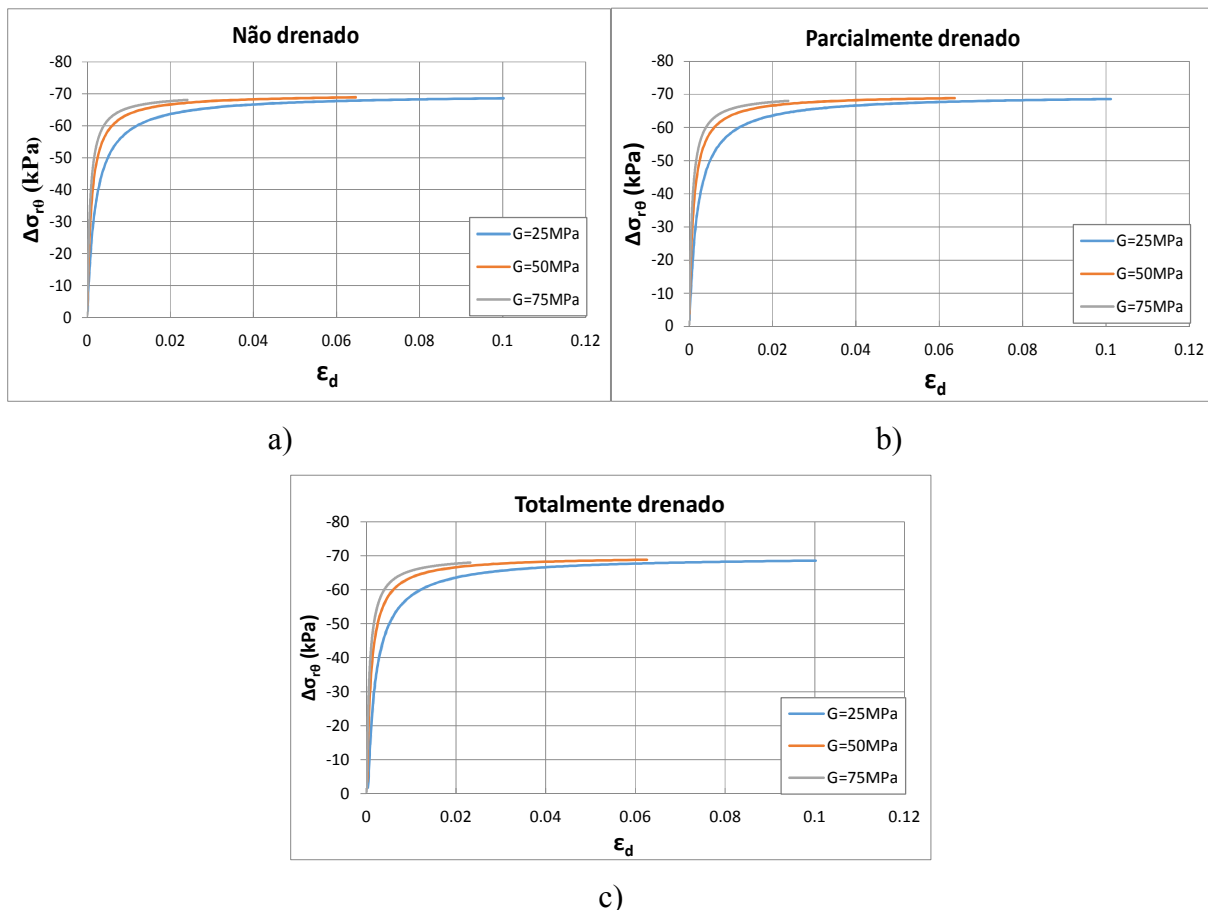 Não drenado
-80
-70
-60
-50
-40
-30
-20
-10
0
Δσrθ (kPa)
0 0.02 0.04 0.06 0.08 0.1 0.12
εd
G=25MPa
G=50MPa
G=75MPa
a)
Parcialmente drenado
-80
-70
-60
-50
-40
-30
-20
-10
0
Δσrθ (kPa)
0 0.02 0.04 0.06 0.08 0.1 0.12
εd
G=25MPa
G=50MPa
G=75MPa
b)
Totalmente drenado
-80
-70
-60
-50
-40
-30
-20
-10
0
Δσrθ (kPa)
0 0.02 0.04 0.06 0.08 0.1 0.12
εd
G=25MPa
G=50MPa
G=75MPa
c)